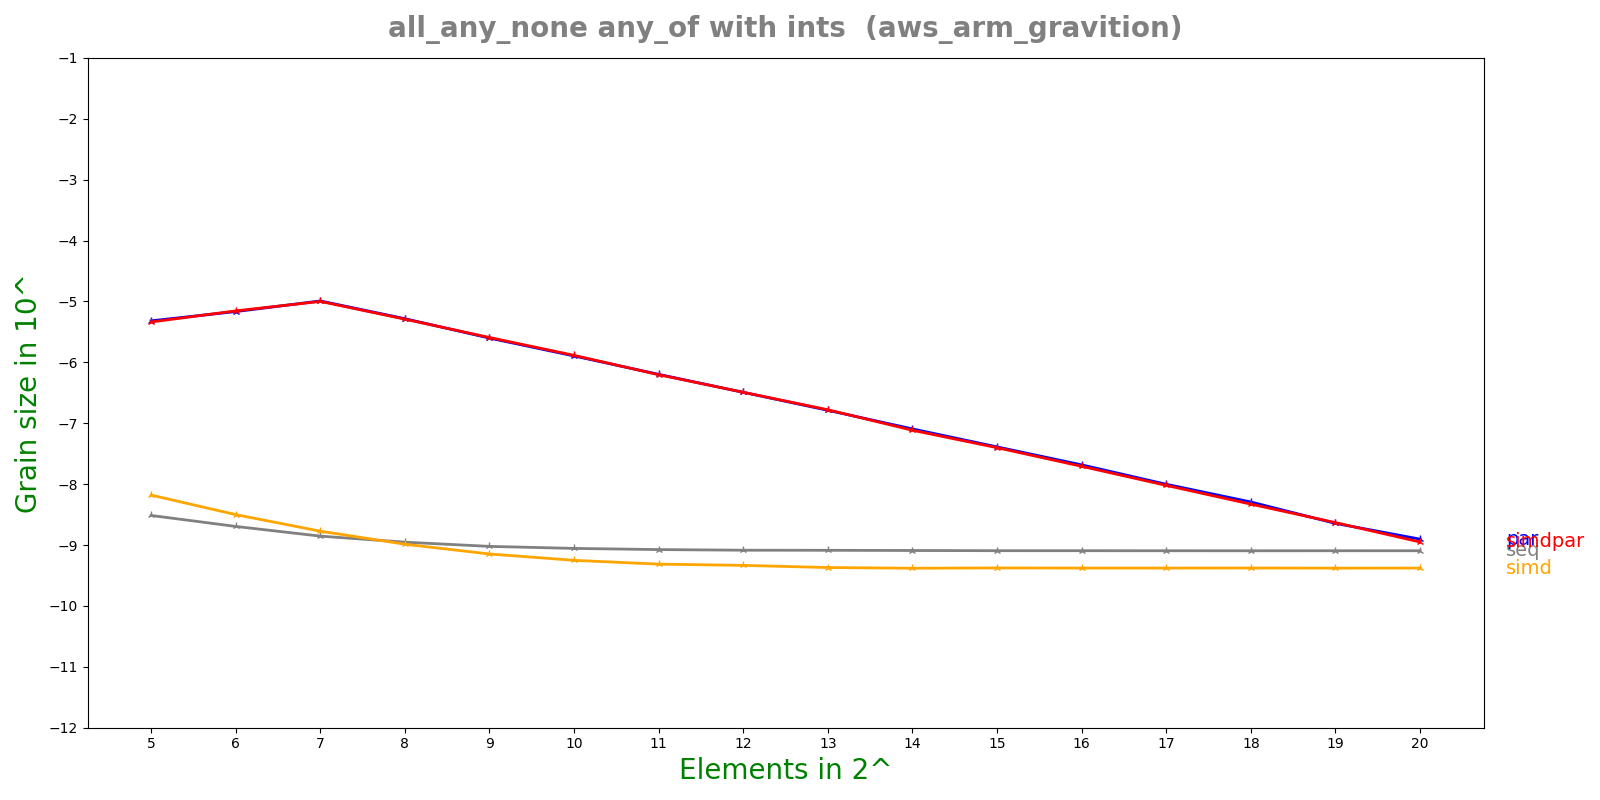 all_any_none any_of with ints  (aws_arm_gravition)
Grain size in 10^
−1
−2
−3
−4
−5
−6
−7
−8
−9
−10
−11
−12
5 6 7 8 9 10 11 12 13 14 15 16 17 18 19 20
Elements in 2^
par
simdpar
seq
simd